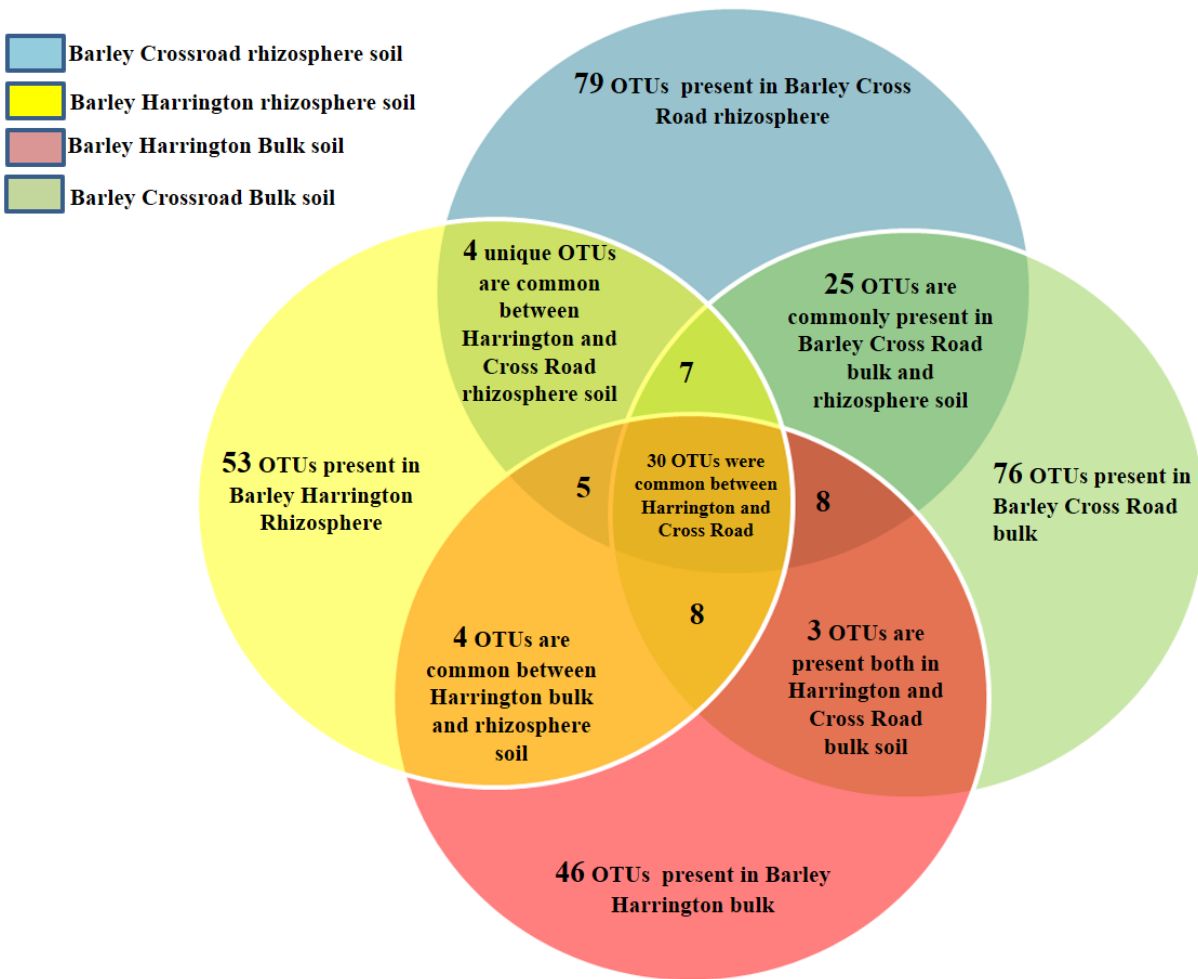 Barley Crossroad rhizosphere soil
Barley Harrington rhizosphere soil
Barley Harrington Bulk soil
Barley Crossroad Bulk soil
79 OTUs present in Barley Cross
Road rhizosphere
4 unique OTUs
are common
between
Harrington and
Cross Road
rhizosphere soil
25 OTUs are
commonly present in
Barley Cross Road
bulk and
rhizosphere soil
7
53 OTUs present in
Barley Harrington
Rhizosphere
5
30 OTUs were
common between
Harrington and
Cross Road
8
76 OTUs present in
Barley Cross Road
bulk
4 OTUs are
common between
Harrington bulk
and rhizosphere
soil
8
3 OTUs are
present both in
Harrington and
Cross Road
bulk soil
46 OTUs present in Barley
Harrington bulk